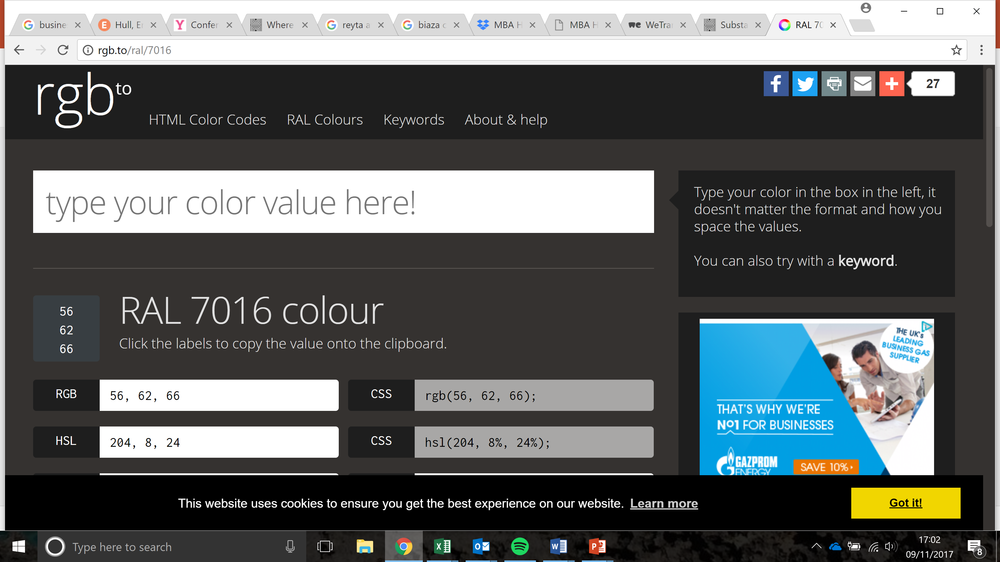 busine
Hull, Er
Confer
Where
reyta a
biaza c
MBA H
MBA H
we WeTra
Substa
RAL 70
rgb.to/ral/7016
rgb to
27
HTML Color Codes
RAL Colours
Keywords
About & help
type your color value here!
Type your color in the box in the left, it
doesn't matter the format and how you
space the values.
You can also try with a keyword.
56
62
66
RAL 7016 colour
Click the labels to copy the value onto the clipboard.
RGB
56, 62, 66
CSS
rgb(56, 62, 66);
HSL
204, 8, 24
CSS
hsl(204, 8%, 24%);
THE UK's
LEADING
BUSINESS GAS
SUPPLIER
THAT'S WHY WE'RE
No1 FOR BUSINESSES
GAZPROM
ENERGY
SAVE 10%
This website uses cookies to ensure you get the best experience on our website. Learn more
Got it!
Type here to search
17:02
09/11/2017
8